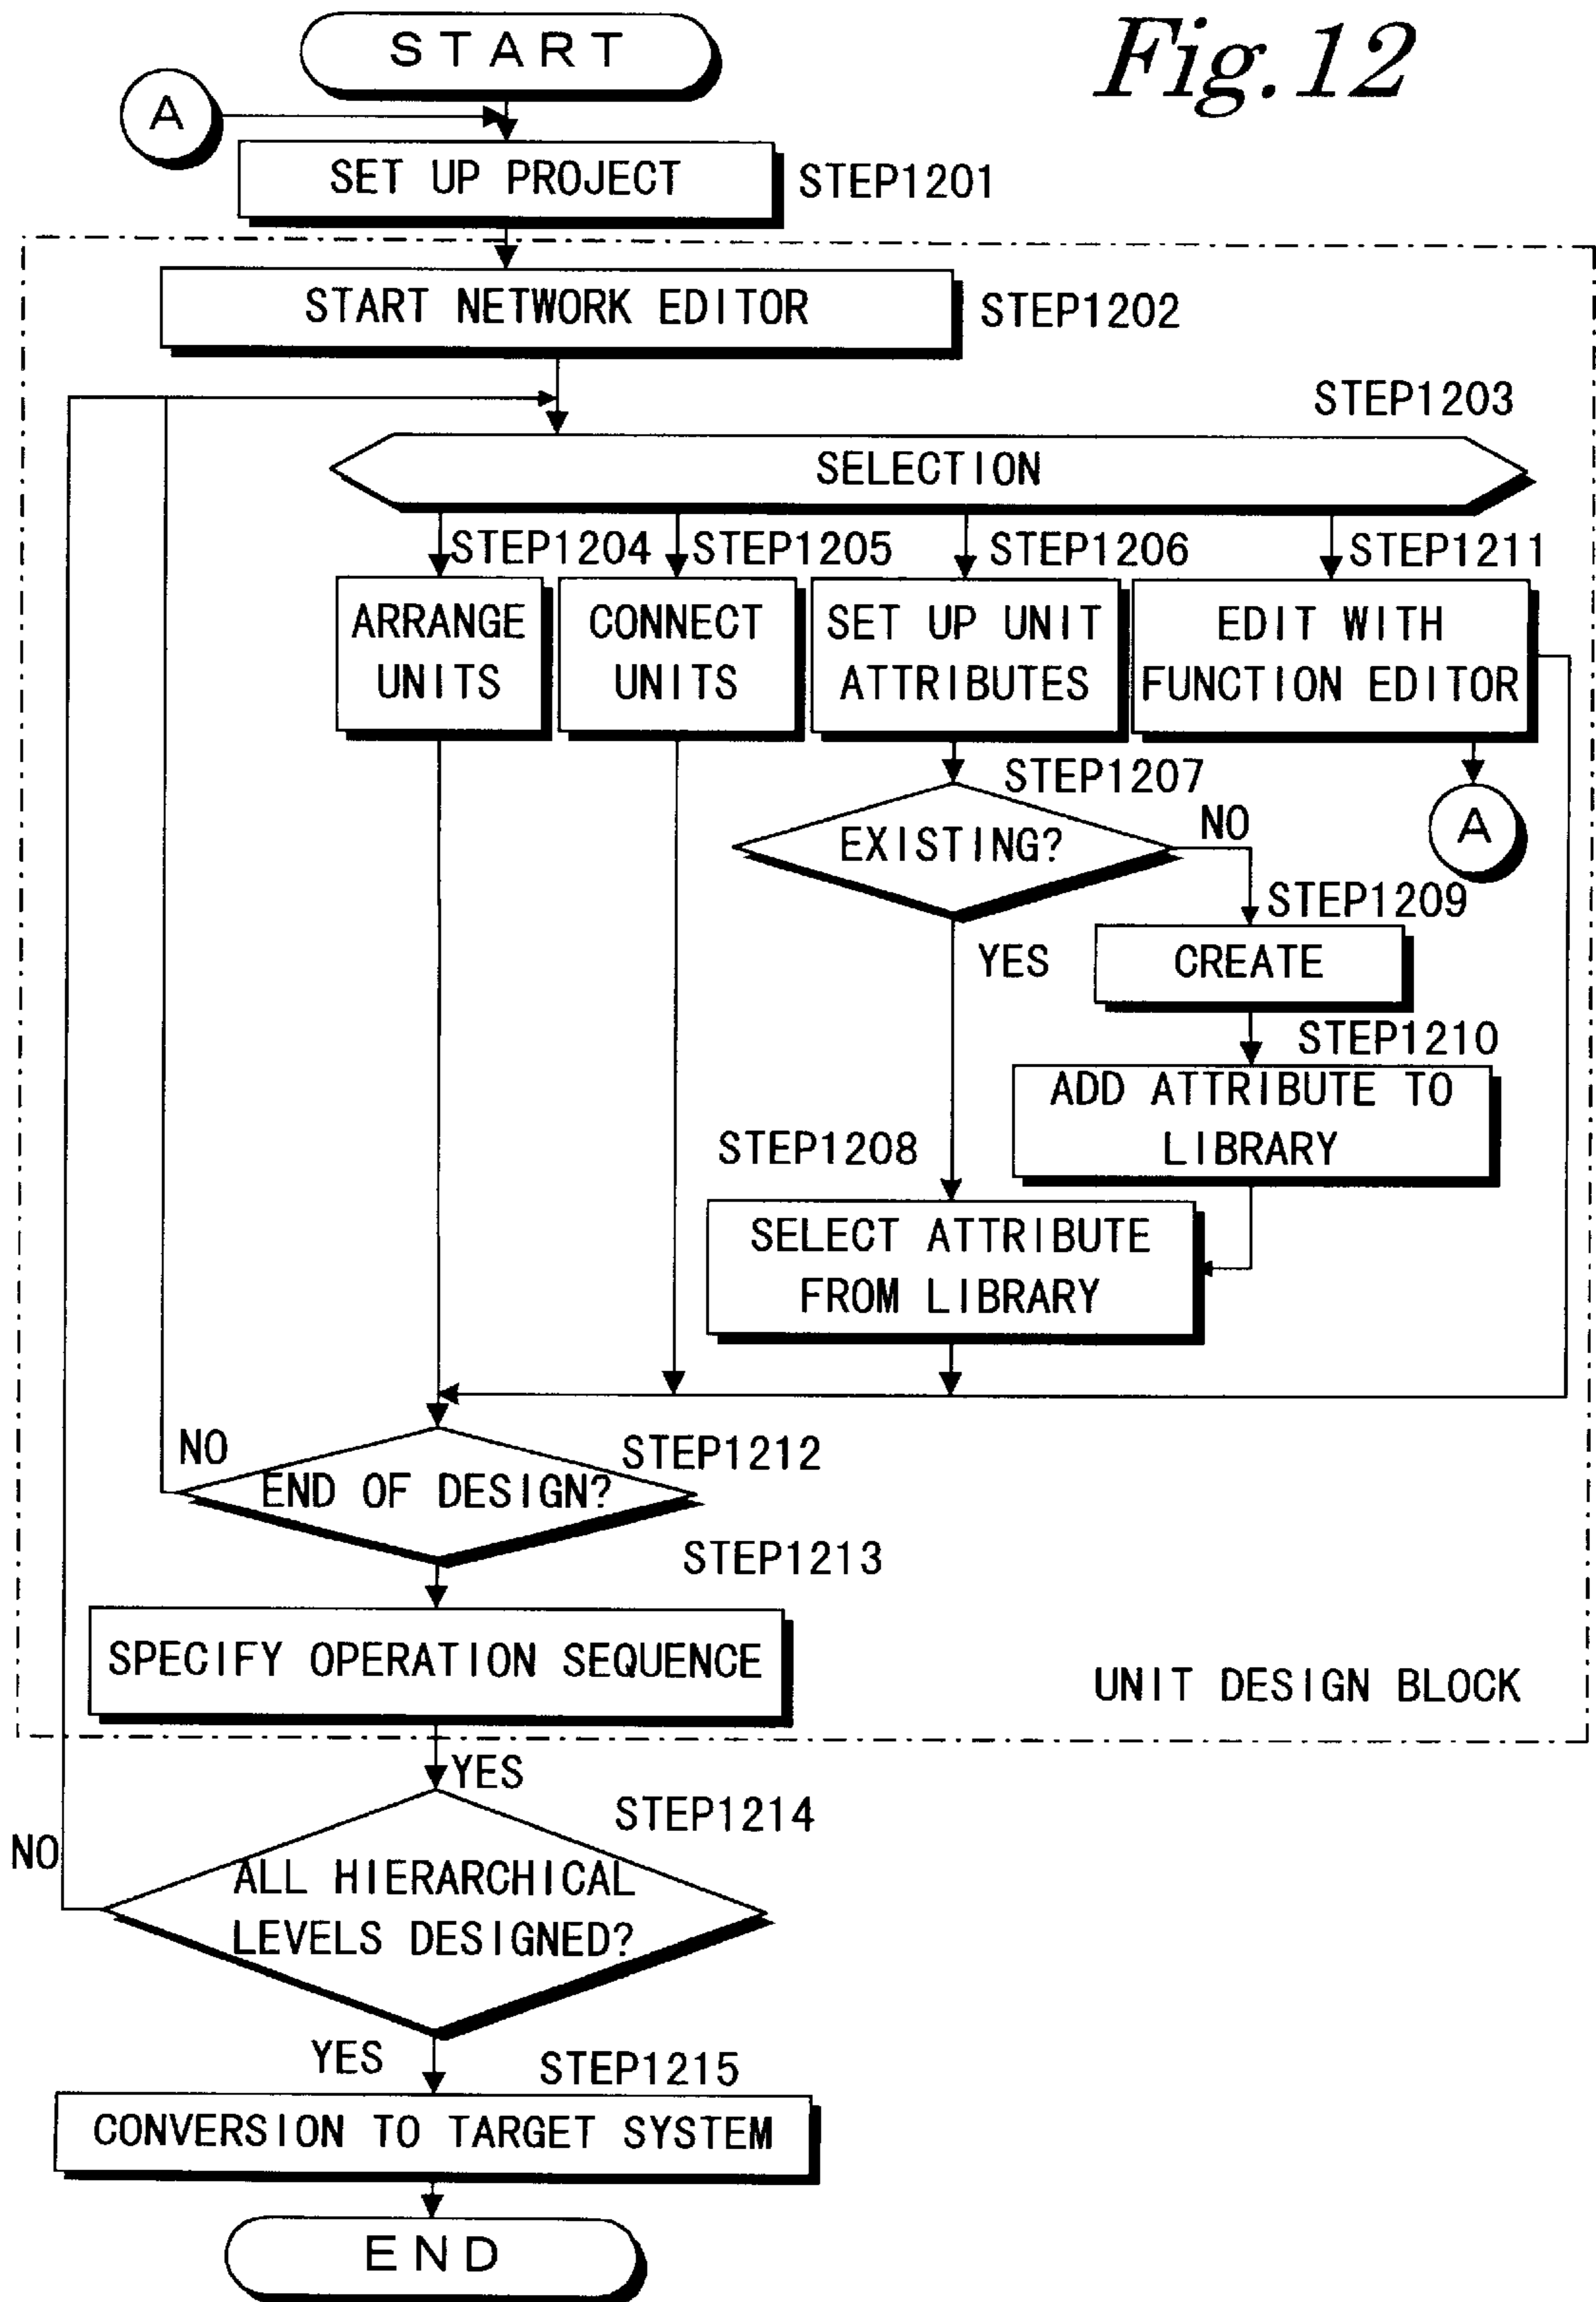 Fig.12
START
A
SET UP PROJECT
STEP1201
START NETWORK EDITOR
STEP1202
STEP1203
SELECTION
STEP1204
STEP1205
STEP1206
STEP1211
ARRANGE
UNITS
CONNECT
UNITS
SET UP UNIT
ATTRIBUTES
EDIT WITH
FUNCTION EDITOR
STEP1207
EXISTING?
NO
A
YES
STEP1209
CREATE
STEP1210
ADD ATTRIBUTE TO
LIBRARY
STEP1208
SELECT ATTRIBUTE
FROM LIBRARY
NO
STEP1212
END OF DESIGN?
STEP1213
SPECIFY OPERATION SEQUENCE
UNIT DESIGN BLOCK
YES
STEP1214
NO
ALL HIERARCHICAL
LEVELS DESIGNED?
YES
STEP1215
CONVERSION TO TARGET SYSTEM
END